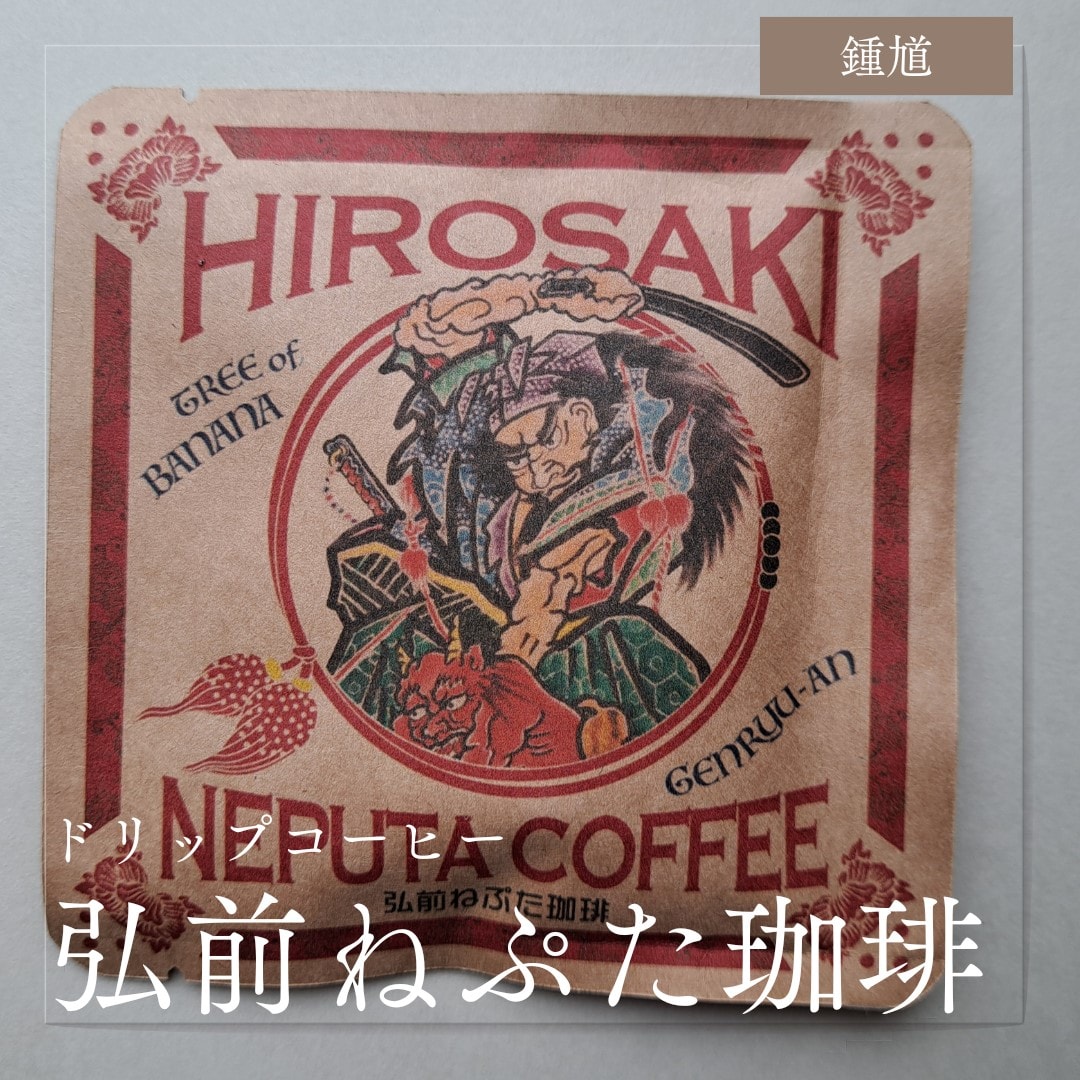 鍾馗
HIROSAKI
TREE of
BANANA
GENRYU-AN
NEPUTA COFFEE
ドリップコーヒー
弘前ねぷた珈琲
弘前ねぷた珈琲